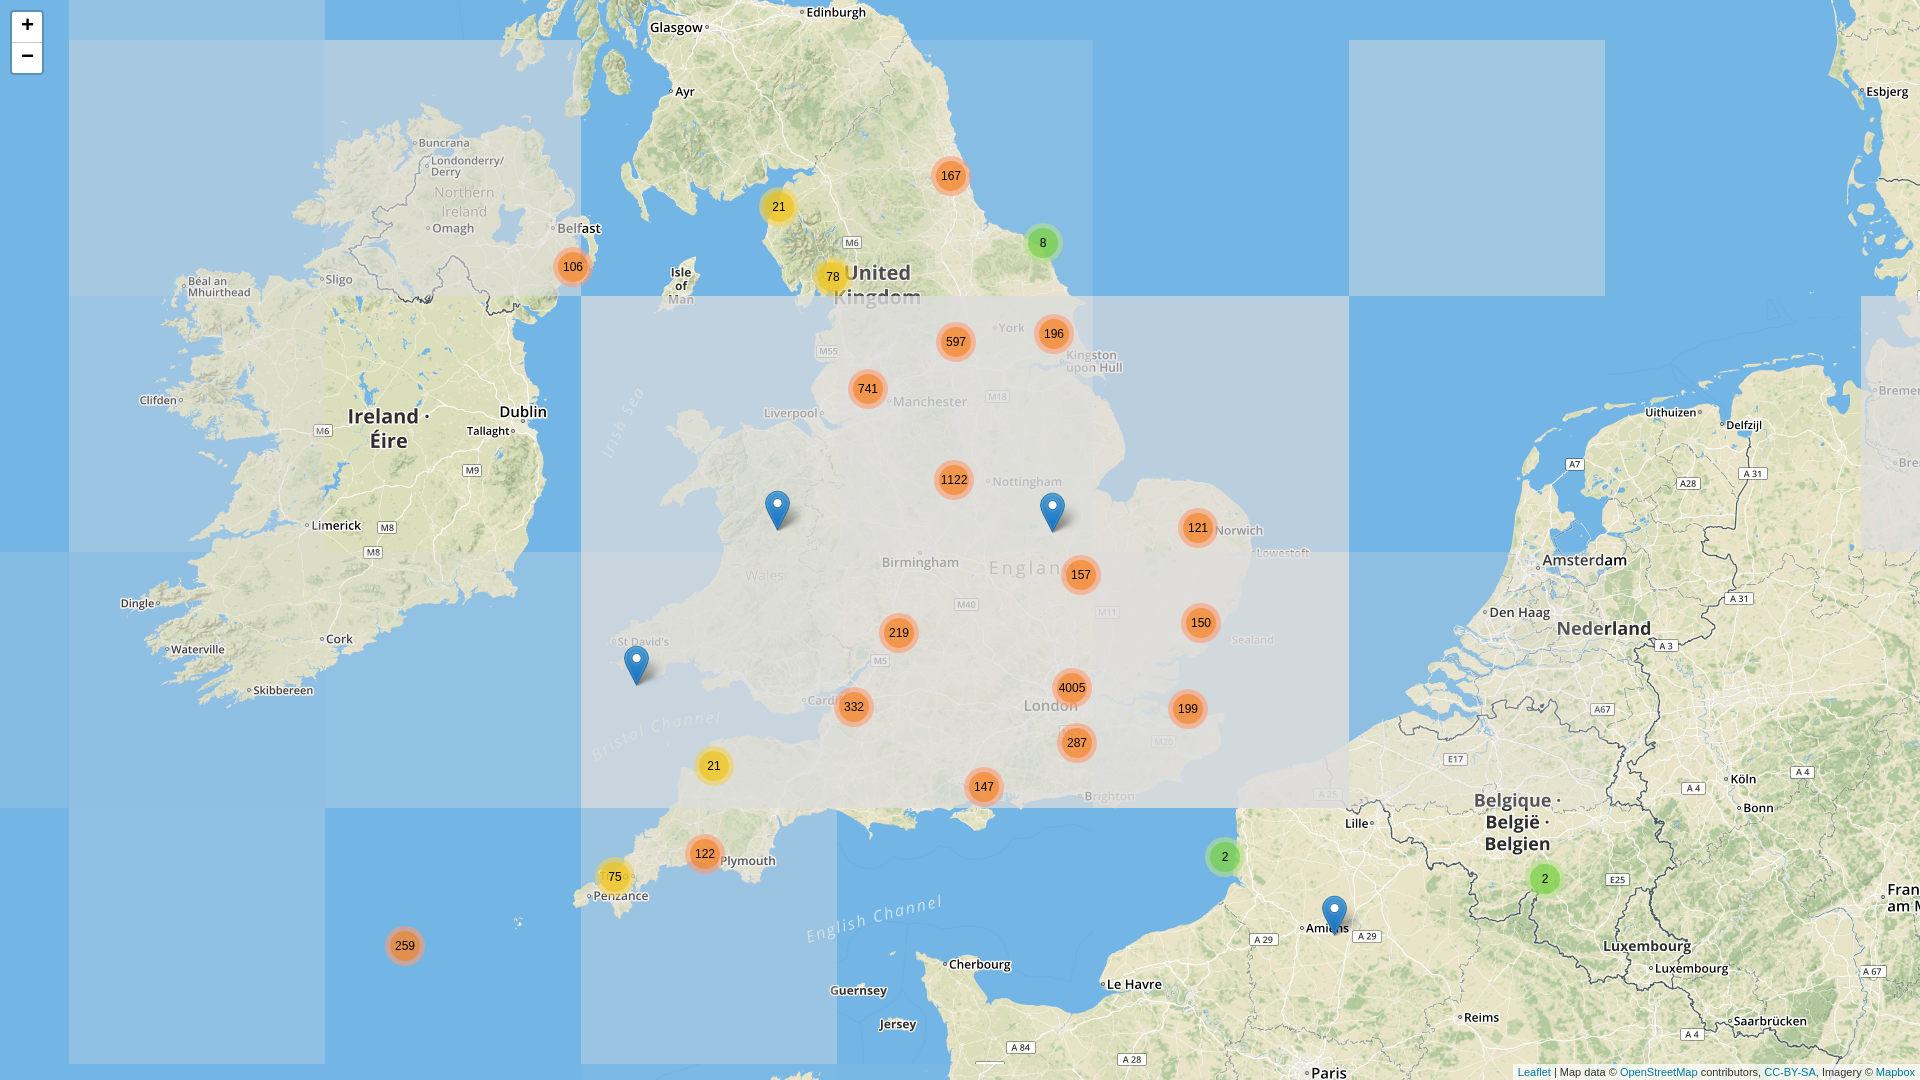 +
−
Edinburgh
Glasgow
Ayr
Esbjerg
Buncrana
Londonderry/
Derry
Northern
Ireland
Omagh
Belfast
167
21
8
M6
106
78
United
Kingdom
Isle
of
Man
Sligo
Béal an
Mhuirthead
597
York
196
M55
Kingston
upon Hull
741
Manchester
M18
Liverpool
Irish Sea
Clifden
Ireland ·
Éire
Dublin
Tallaght
M6
M9
Uithuizen
Delfzijl
A7
A 31
A28
1122
Nottingham
Limerick
M8
M8
121
Norwich
Lowestoft
Birmingham
Englan
157
Wales
M40
M11
Amsterdam
A 31
Den Haag
Nederland
A 3
Dingle
Cork
Waterville
Skibbereen
St David's
219
M5
150
Sealand
4005
London
Cardif
332
199
287
M20
Bristol Channel
21
147
Brighton
A67
E17
A 25
Köln
A 4
A 4
Bonn
Belgique ·
België ·
Belgien
Lille
122
Plymouth
75
Penzance
2
2
E25
Fran
am M
English Channel
259
Amiens
A 29
A 29
Luxembourg
Luxembourg
A 67
Cherbourg
Guernsey
Le Havre
Jersey
Reims
Saarbrücken
A 84
A 28
A 4
Paris
Bremer
Bre
Leaflet | Map data © OpenStreetMap contributors, CC-BY-SA, Imagery © Mapbox